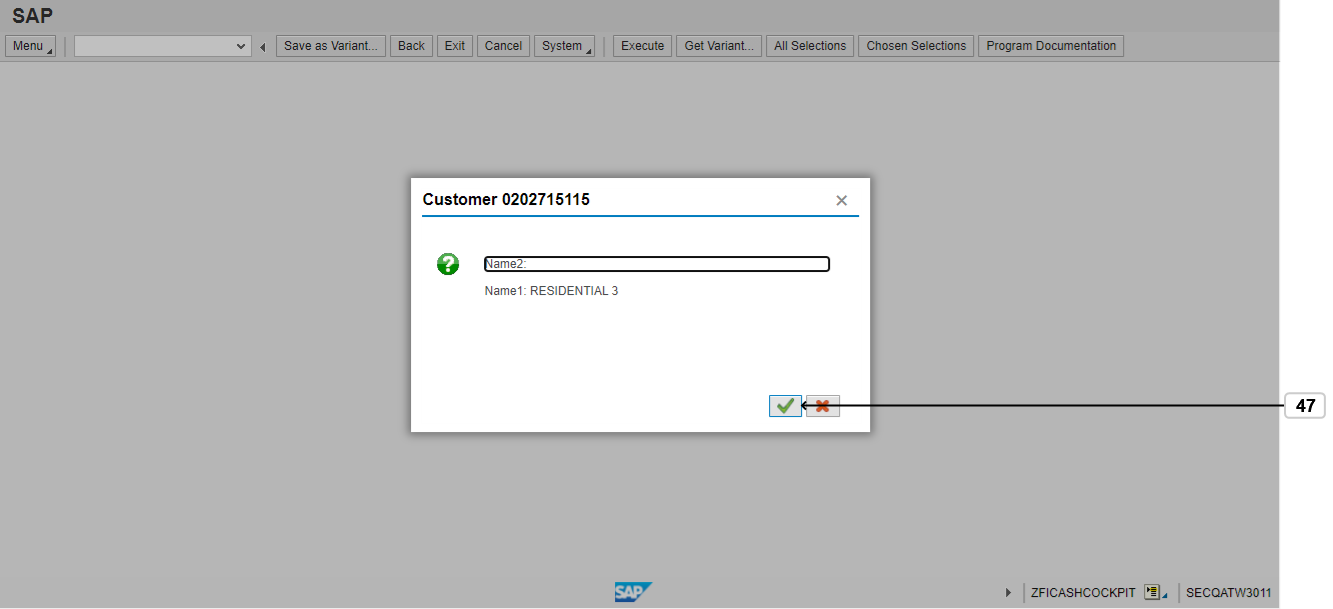 SAP
Menu Save as Variant... Back Exit Cancel System Execute Get Variant... All Selections Chosen Selections Program Documentation
Customer 0202715115
Name2:
Name1: RESIDENTIAL 3
47
SAP ZFICASHCOCKPIT SECQATW3011